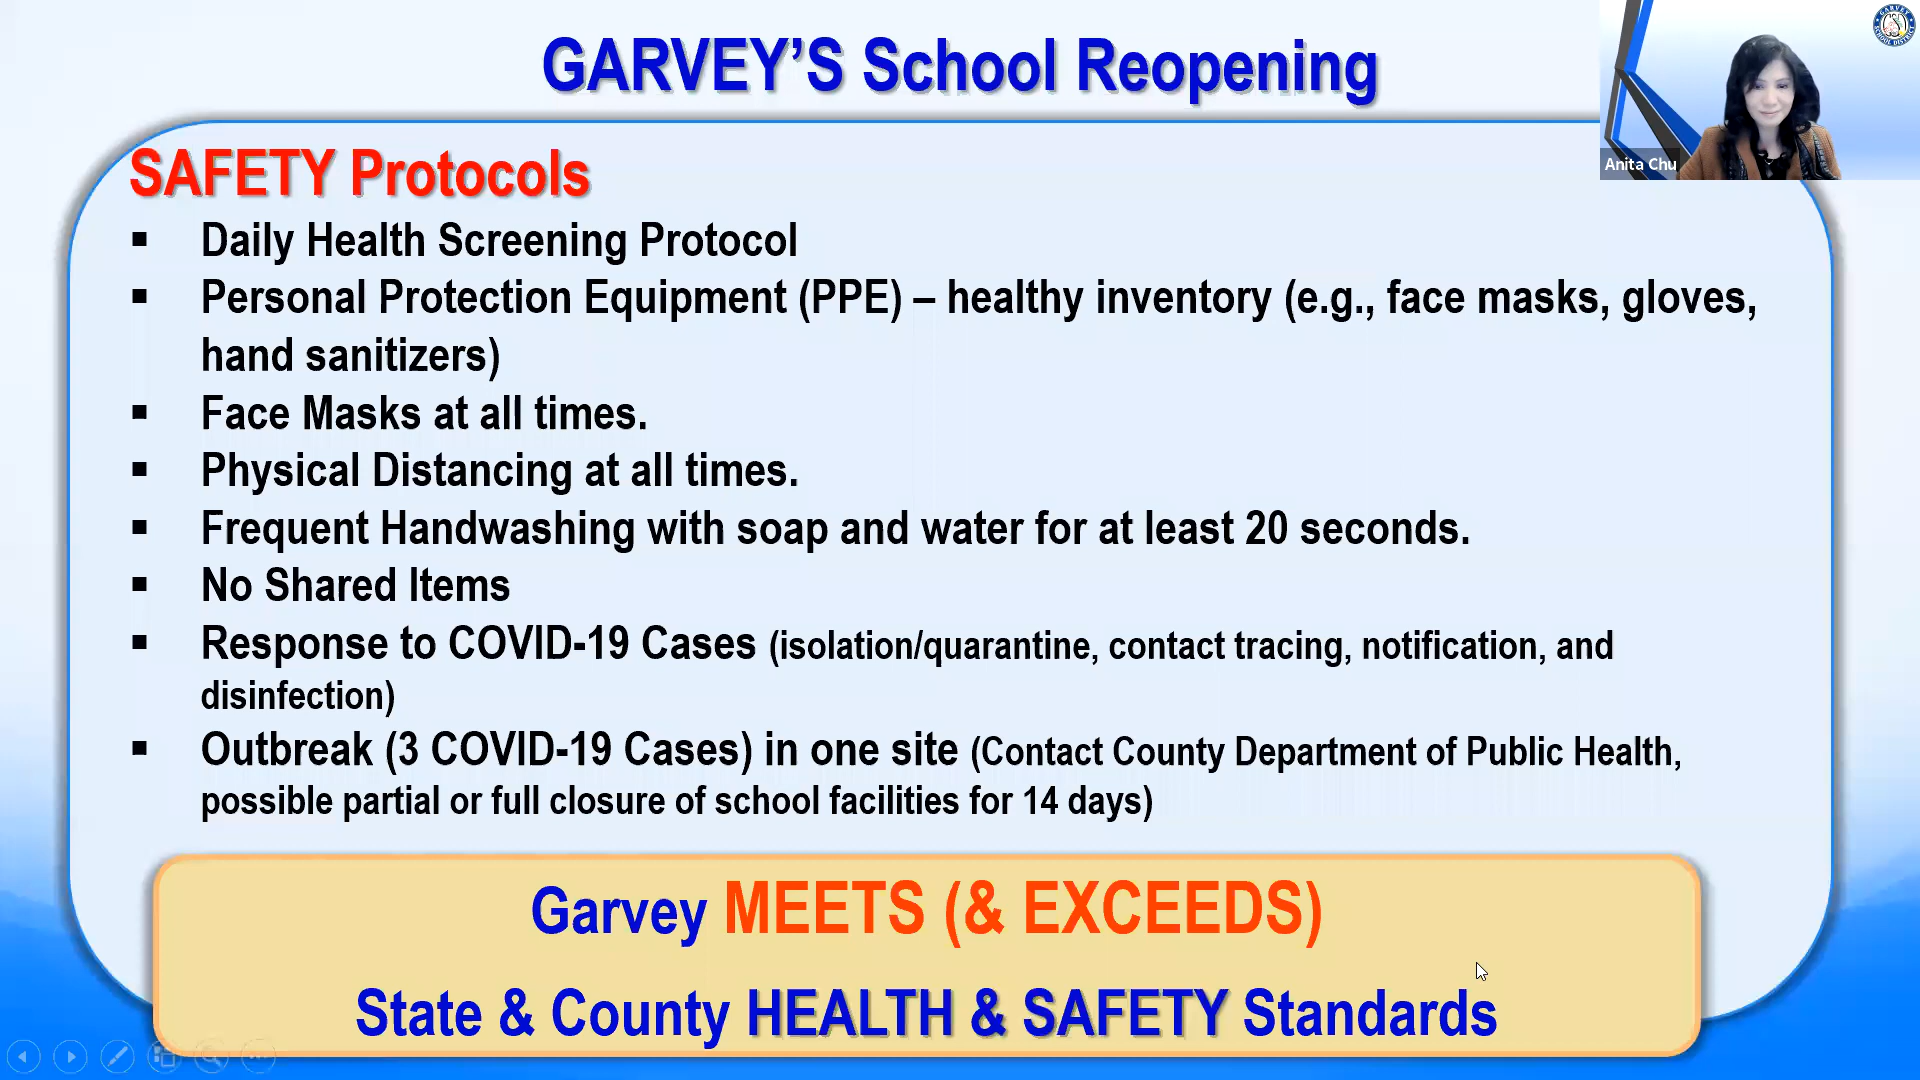 GARVEY’S School Reopening
Anita Chu
SAFETY Protocols
▪ Daily Health Screening Protocol
▪ Personal Protection Equipment (PPE) – healthy inventory (e.g., face masks, gloves,
hand sanitizers)
▪ Face Masks at all times.
▪ Physical Distancing at all times.
▪ Frequent Handwashing with soap and water for at least 20 seconds.
▪ No Shared Items
▪ Response to COVID-19 Cases (isolation/quarantine, contact tracing, notification, and
disinfection)
▪ Outbreak (3 COVID-19 Cases) in one site (Contact County Department of Public Health,
possible partial or full closure of school facilities for 14 days)
Garvey MEETS (& EXCEEDS)
State & County HEALTH & SAFETY Standards